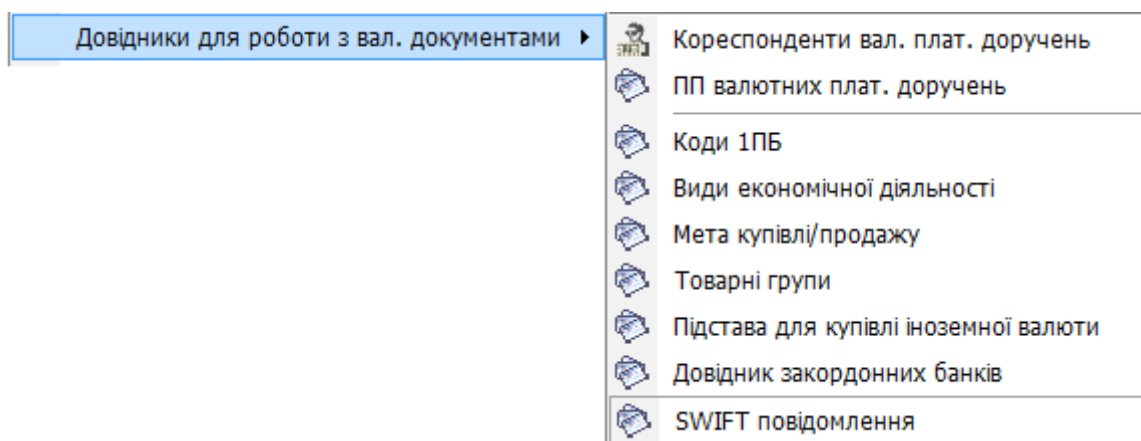 Довідники для роботи з вал. документами
Кореспонденти вал. плат. доручень
ПП валютних плат. доручень
Коди 1ПБ
Види економічної діяльності
Мета купівлі/продажу
Товарні групи
Підстава для купівлі іноземної валюти
Довідник закордонних банків
SWIFT повідомлення